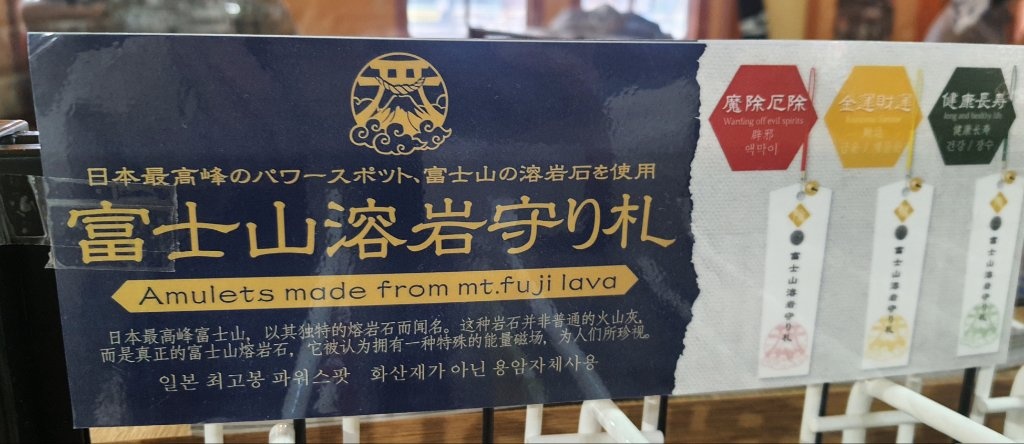 日本最高峰のパワースポット、富士山の溶岩石を使用
富士山溶岩守り札
Amulets made from mt.fuji lava
日本最高峰富士山，以其独特的熔岩石而闻名。这种岩石并非普通的火山灰，
而是真正的富士山熔岩石，它被认为拥有一种特殊的能量磁场，为人们所珍视。
일본 최고봉 파워스팟 화산재가 아닌 용암자체사용
魔除厄除
Warding off evil spirits
辟邪
액막이
金運財運
健康長寿
long and healthy life
健康长寿
건강 / 장수
富士山溶岩守り札
富士山溶岩守り札
富士山溶岩守り札